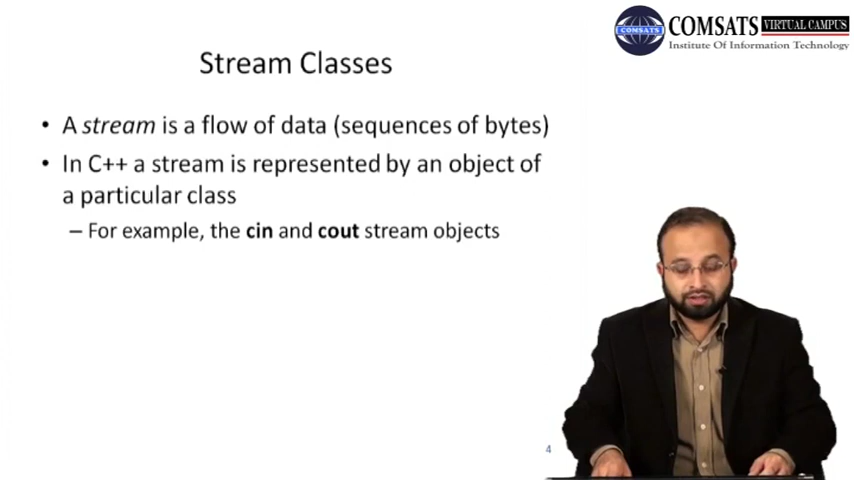 COMSATS
COMSATS VIRTUAL CAMPUS
Institute Of Information Technology
Stream Classes
• A stream is a flow of data (sequences of bytes)
• In C++ a stream is represented by an object of
a particular class
– For example, the cin and cout stream objects
4